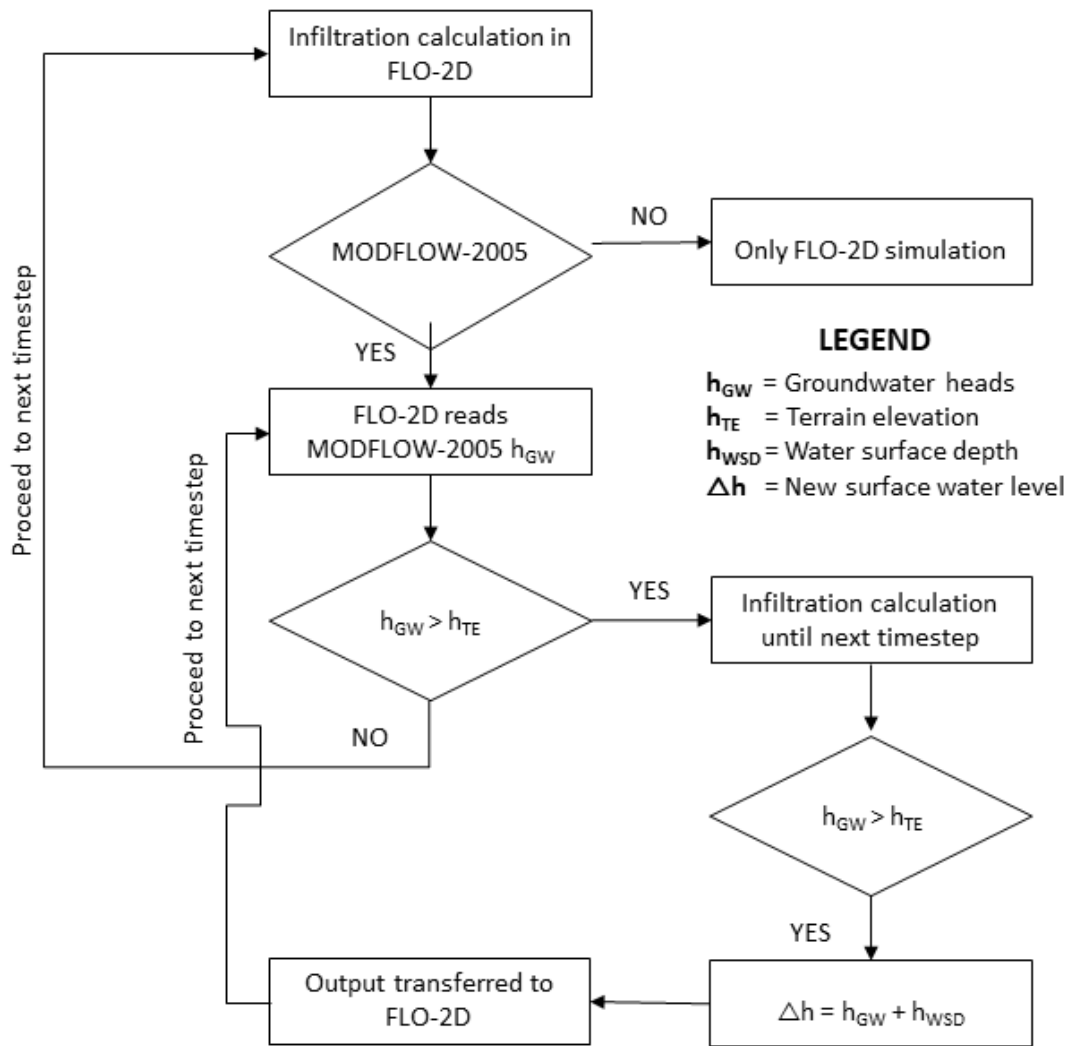 Infiltration calculation in
FLO-2D
MODFLOW-2005
NO
Only FLO-2D simulation
YES
LEGEND
hGW = Groundwater heads
hTE = Terrain elevation
hWSD = Water surface depth
△h = New surface water level
FLO-2D reads
MODFLOW-2005 hGW
Proceed to next timestep
Proceed to next timestep
hGW > hTE
YES
Infiltration calculation
until next timestep
NO
hGW > hTE
YES
Output transferred to
FLO-2D
△h = hGW + hWSD